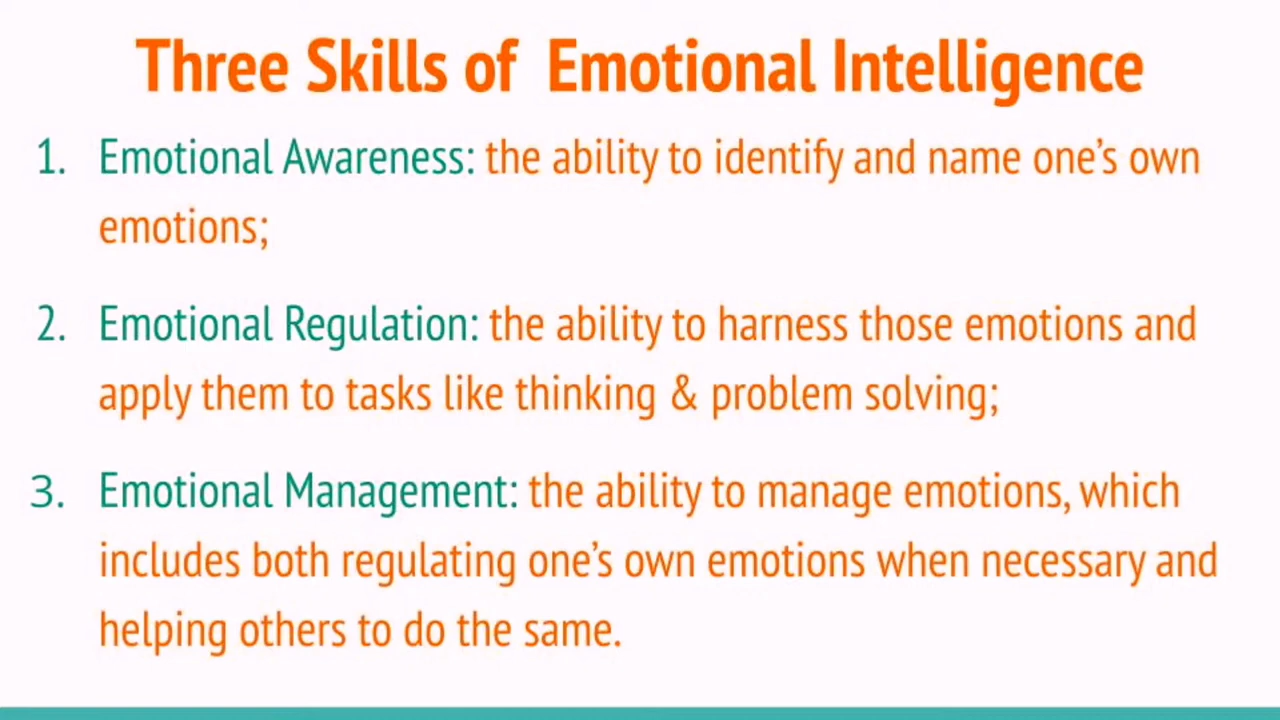 Three Skills of Emotional Intelligence
1. Emotional Awareness: the ability to identify and name one’s own
emotions;
2. Emotional Regulation: the ability to harness those emotions and
apply them to tasks like thinking & problem solving;
3. Emotional Management: the ability to manage emotions, which
includes both regulating one’s own emotions when necessary and
helping others to do the same.